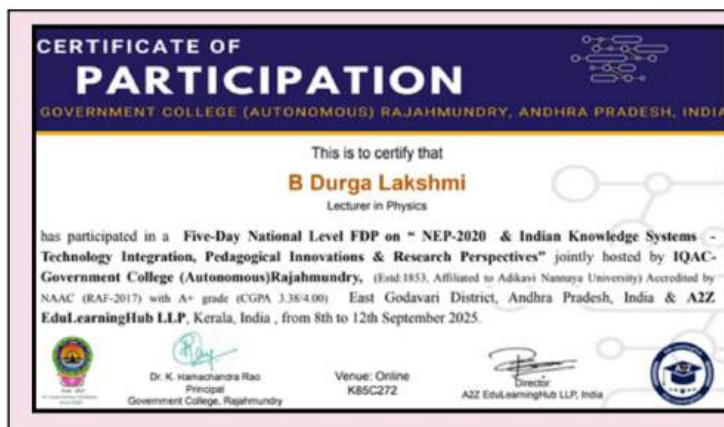 CERTIFICATE OF
PARTICIPATION
GOVERNMENT COLLEGE (AUTONOMOUS) RAJAHMUNDRY, ANDHRA PRADESH, INDIA
This is to certify that
B Durga Lakshmi
Lecturer in Physics
has participated in a Five-Day National Level FDP on “ NEP-2020 & Indian Knowledge Systems -
Technology Integration, Pedagogical Innovations & Research Perspectives” jointly hosted by IQAC-
Government College (Autonomous)Rajahmundry, (Estd:1853, Affiliated to Adikavi Nannaya University) Accredited by
NAAC (RAF-2017) with A+ grade (CGPA 3.38/4.00) East Godavari District, Andhra Pradesh, India & A2Z
EduLearningHub LLP, Kerala, India , from 8th to 12th September 2025.
Dr. K. Ramachandra Rao
Principal
Government College, Rajahmundry
Venue: Online
K85C272
Director
A2Z EduLearningHub LLP, India
A2Z